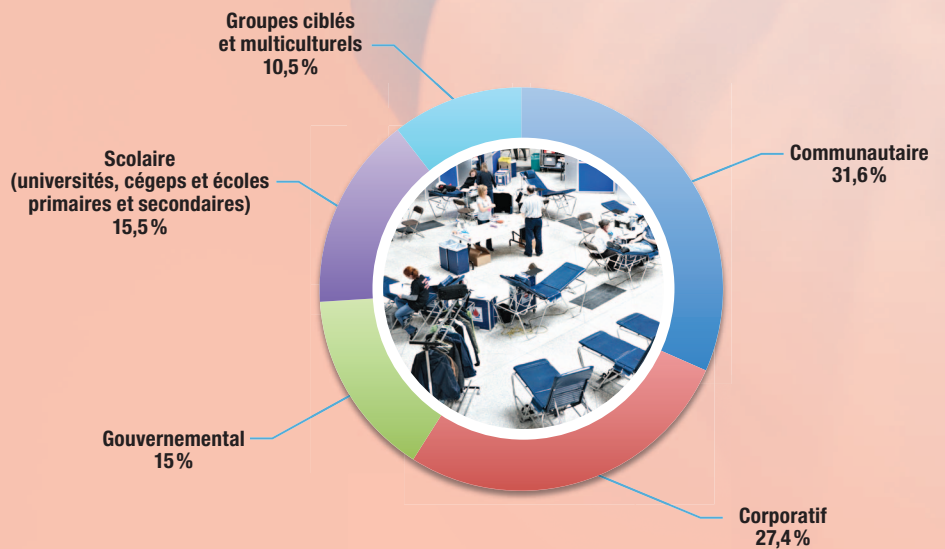 Groupes ciblés
et multiculturels
10,5 %
Communautaire
31,6 %
Scolaire
(universités, cégeps et écoles
primaires et secondaires)
15,5 %
Gouvernemental
15 %
Corporatif
27,4 %